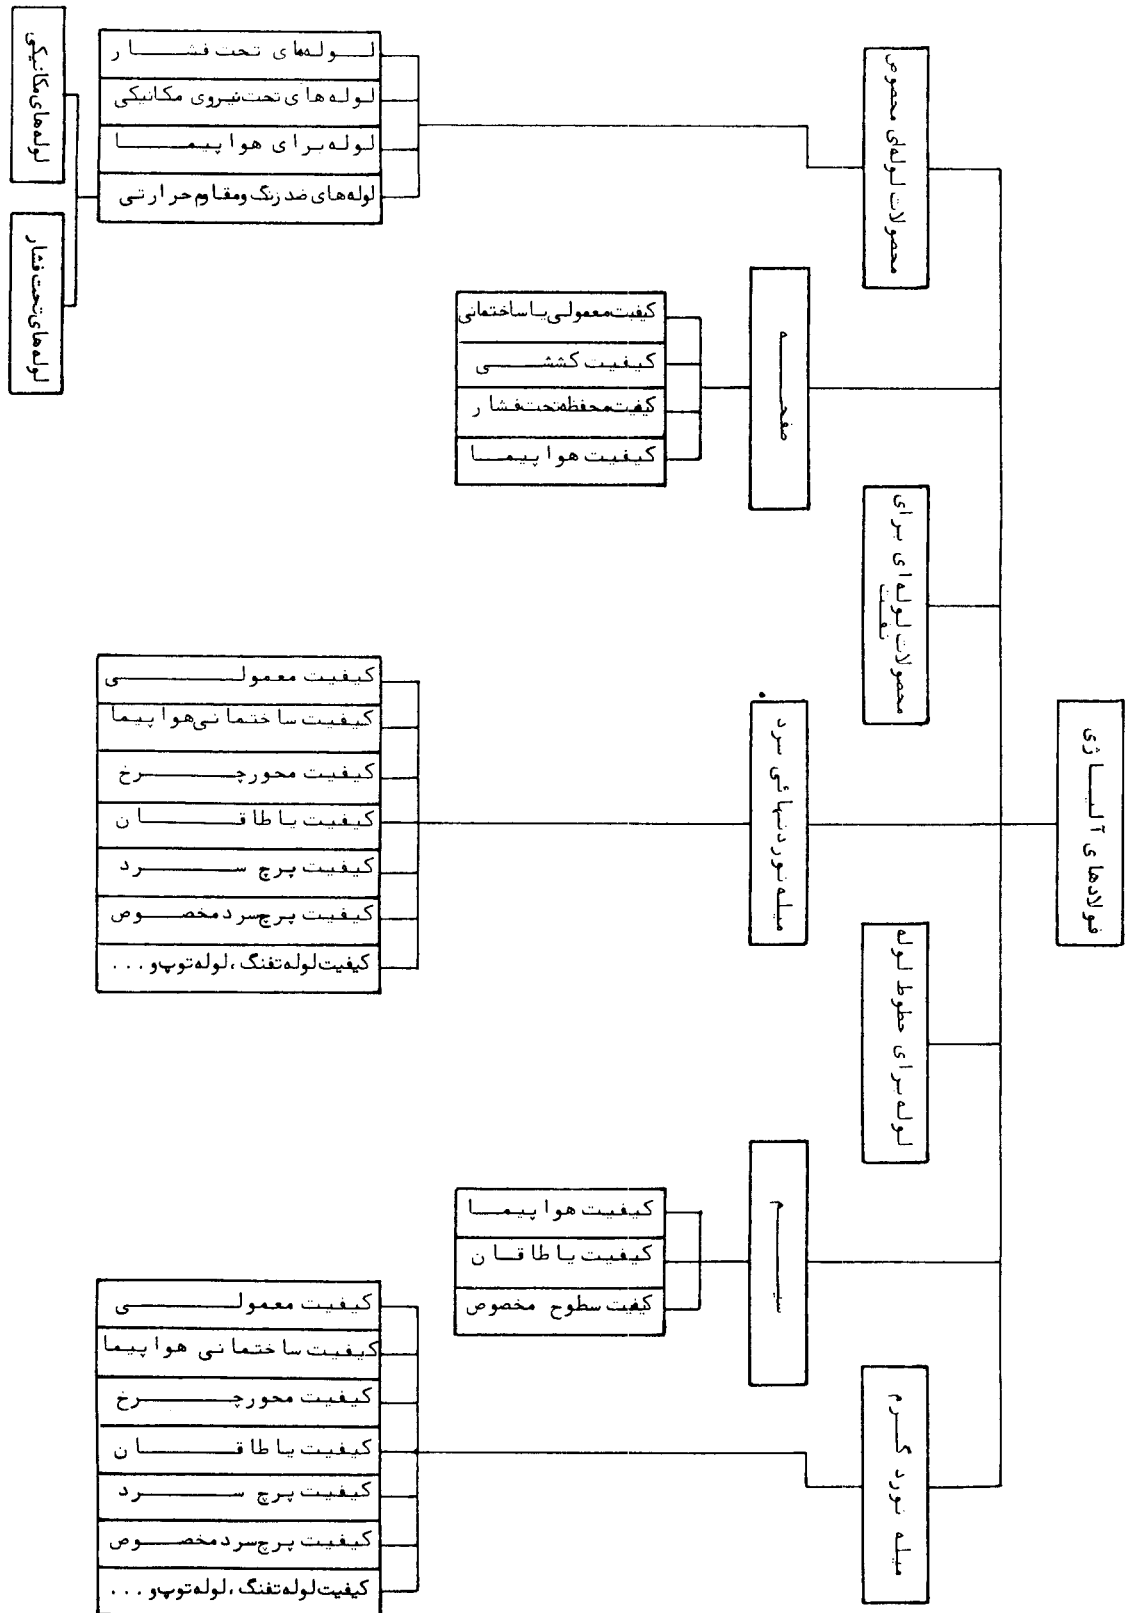 فولادهای آلیاژی
محصولات لوله‌ای مخصوص
لوله‌های تحت فشار
لوله‌های تحت نیروی مکانیکی
لوله برای هواپیما
لوله‌های ضد زنگ و مقاوم حرارتی
لوله‌های مکانیکی
لوله‌های تحت فشار
صفحه
کیفیت معمولی یا ساختمانی
کیفیت کششی
کیفیت محفظه تحت فشار
کیفیت هواپیما
محصولات لوله‌ای برای
نفت
میله نورد نهائی سرد
کیفیت معمولی
کیفیت ساختمانی هواپیما
کیفیت محور چرخ
کیفیت یاطاقان
کیفیت پرچ سرد
کیفیت پرچ سرد مخصوص
کیفیت لوله تفنگ، لوله توپ و ...
لوله برای خطوط لوله
سیم
کیفیت هواپیما
کیفیت یاطاقان
کیفیت سطوح مخصوص
میله نورد گرم
کیفیت معمولی
کیفیت ساختمانی هواپیما
کیفیت محور چرخ
کیفیت یاطاقان
کیفیت پرچ سرد
کیفیت پرچ سرد مخصوص
کیفیت لوله تفنگ، لوله توپ و ...